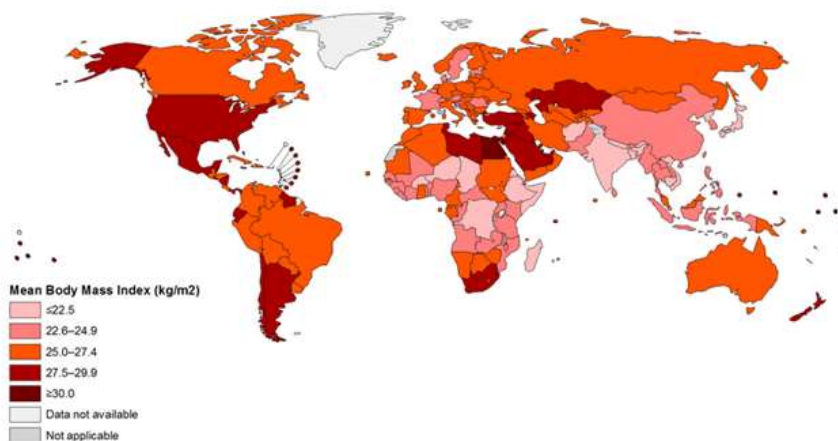 Mean Body Mass Index (kg/m2)
≤22.5
22.6–24.9
25.0–27.4
27.5–29.9
≥30.0
Data not available
Not applicable